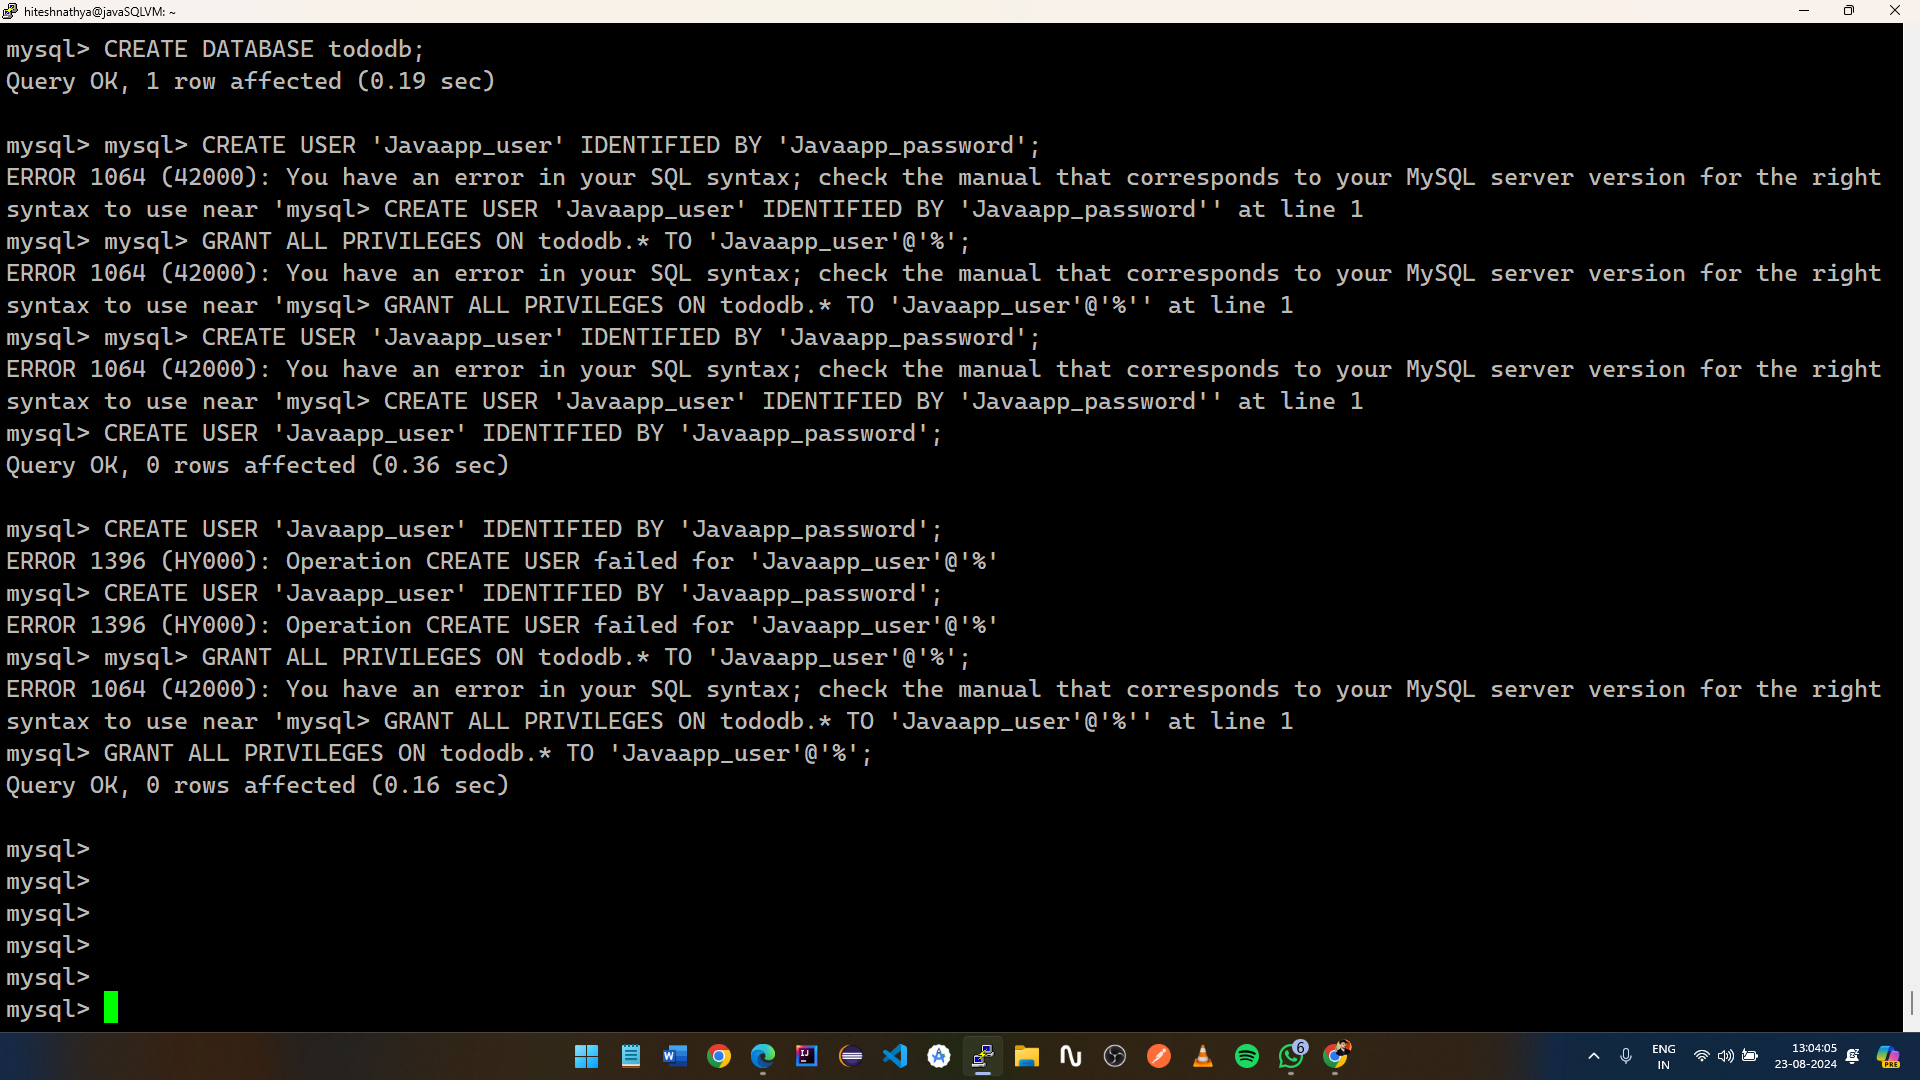 hiteshnathya@javaSQLVM: ~
mysql> CREATE DATABASE tododb;
Query OK, 1 row affected (0.19 sec)
mysql> mysql> CREATE USER 'Javaapp_user' IDENTIFIED BY 'Javaapp_password';
ERROR 1064 (42000): You have an error in your SQL syntax; check the manual that corresponds to your MySQL server version for the right
syntax to use near 'mysql> CREATE USER 'Javaapp_user' IDENTIFIED BY 'Javaapp_password'' at line 1
mysql> mysql> GRANT ALL PRIVILEGES ON tododb.* TO 'Javaapp_user'@'%';
ERROR 1064 (42000): You have an error in your SQL syntax; check the manual that corresponds to your MySQL server version for the right
syntax to use near 'mysql> GRANT ALL PRIVILEGES ON tododb.* TO 'Javaapp_user'@'%'' at line 1
mysql> mysql> CREATE USER 'Javaapp_user' IDENTIFIED BY 'Javaapp_password';
ERROR 1064 (42000): You have an error in your SQL syntax; check the manual that corresponds to your MySQL server version for the right
syntax to use near 'mysql> CREATE USER 'Javaapp_user' IDENTIFIED BY 'Javaapp_password'' at line 1
mysql> CREATE USER 'Javaapp_user' IDENTIFIED BY 'Javaapp_password';
Query OK, 0 rows affected (0.36 sec)
mysql> CREATE USER 'Javaapp_user' IDENTIFIED BY 'Javaapp_password';
ERROR 1396 (HY000): Operation CREATE USER failed for 'Javaapp_user'@'%'
mysql> CREATE USER 'Javaapp_user' IDENTIFIED BY 'Javaapp_password';
ERROR 1396 (HY000): Operation CREATE USER failed for 'Javaapp_user'@'%'
mysql> mysql> GRANT ALL PRIVILEGES ON tododb.* TO 'Javaapp_user'@'%';
ERROR 1064 (42000): You have an error in your SQL syntax; check the manual that corresponds to your MySQL server version for the right
syntax to use near 'mysql> GRANT ALL PRIVILEGES ON tododb.* TO 'Javaapp_user'@'%'' at line 1
mysql> GRANT ALL PRIVILEGES ON tododb.* TO 'Javaapp_user'@'%';
Query OK, 0 rows affected (0.16 sec)
mysql>
mysql>
mysql>
mysql>
mysql>
mysql>
6
ENG
IN
13:04:05
23-08-2024
PRE